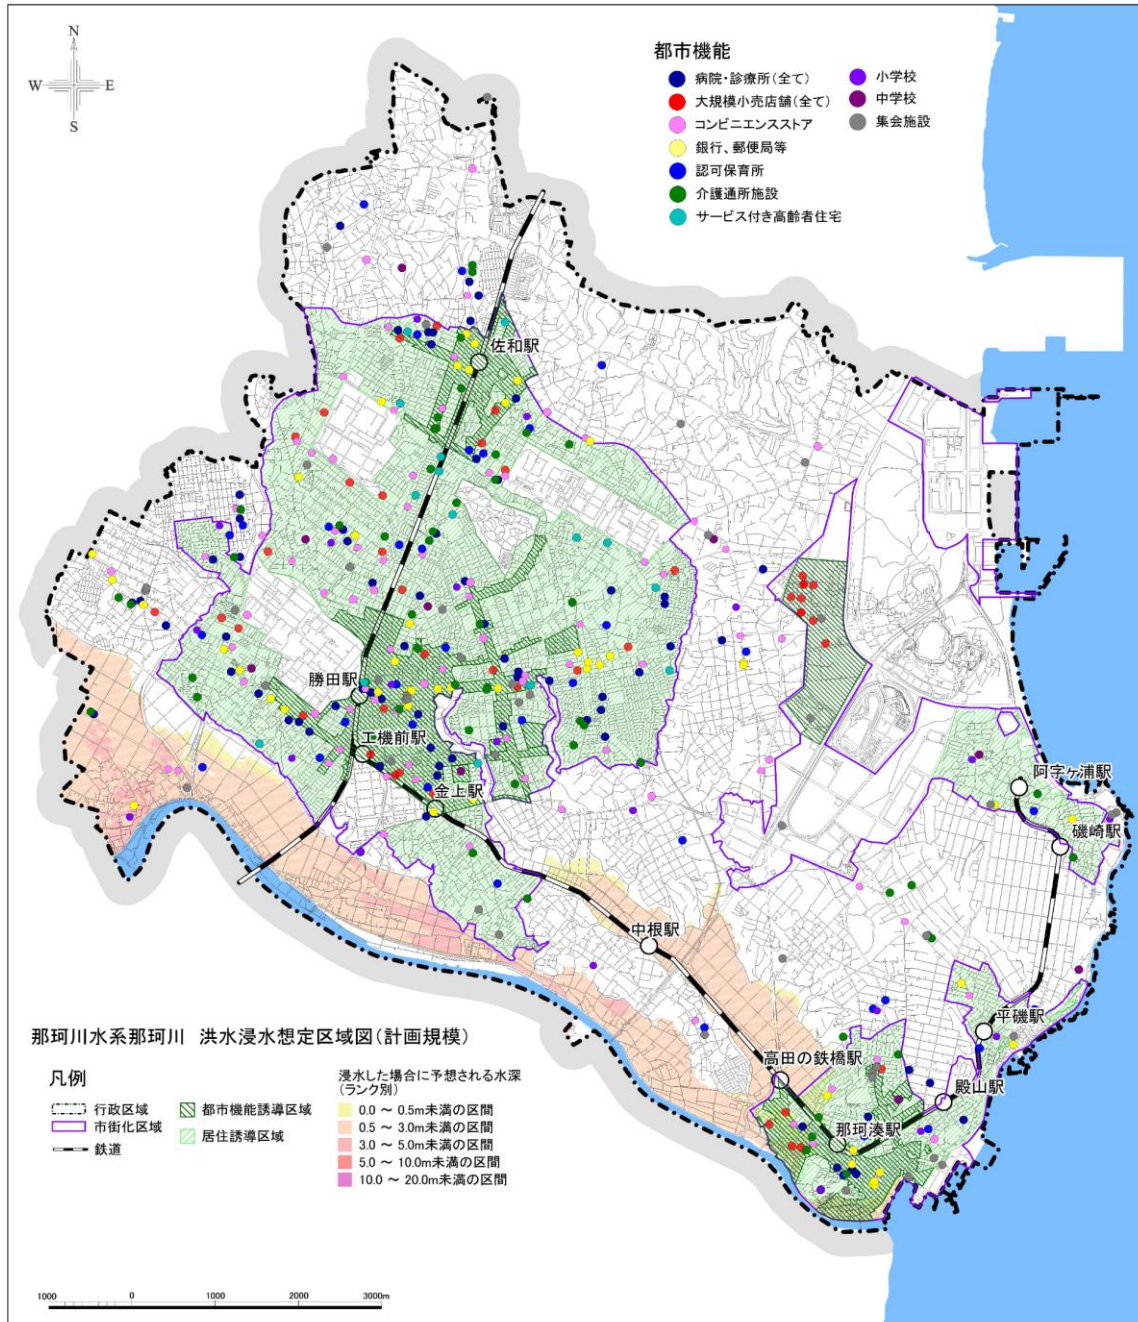 N
W
E
S
都市機能
病院・診療所(全て)
大規模小売店舗(全て)
コンビニエンスストア
銀行、郵便局等
認可保育所
介護通所施設
サービス付き高齢者住宅
小学校
中学校
集会施設
佐和駅
勝田駅
工機前駅
金上駅
阿字ヶ浦駅
磯崎駅
中根駅
平磯駅
高田の鉄橋駅
殿山駅
那珂湊駅
那珂川水系那珂川 洪水浸水想定区域図(計画規模)
凡例
行政区域
市街化区域
鉄道
都市機能誘導区域
居住誘導区域
浸水した場合に予想される水深
(ランク別)
0.0 ～ 0.5m未満の区間
0.5 ～ 3.0m未満の区間
3.0 ～ 5.0m未満の区間
5.0 ～ 10.0m未満の区間
10.0 ～ 20.0m未満の区間
1000 0 1000 2000 3000m